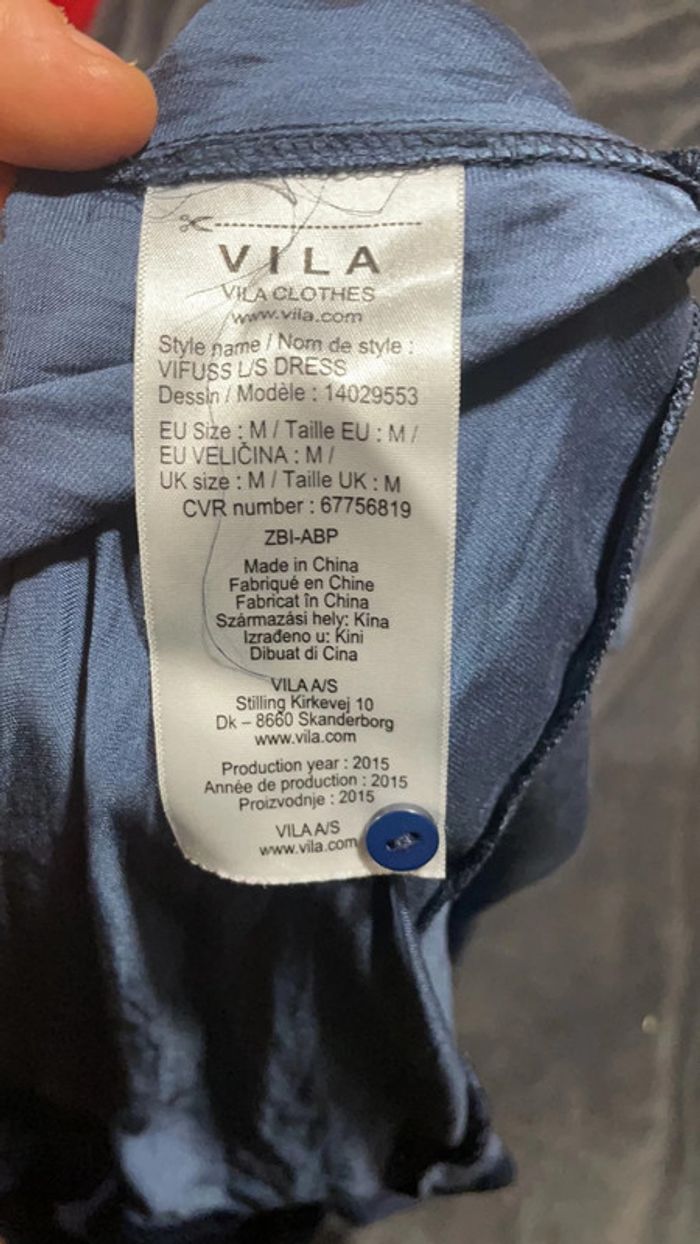 VILA
VILA CLOTHES
www.vila.com
Style name / Nom de style :
VIFUSS L/S DRESS
Dessin / Modèle : 14029553
EU Size : M / Taille EU : M /
EU VELIČINA : M /
UK size : M / Taille UK : M
CVR number : 67756819
ZBI-ABP
Made in China
Fabriqué en Chine
Fabricat în China
Származási hely: Kina
Izrađeno u: Kini
Dibuat di Cina
VILA A/S
Stilling Kirkevej 10
Dk – 8660 Skanderborg
www.vila.com
Production year : 2015
Année de production : 2015
Proizvodnje : 2015
VILA A/S
www.vila.com